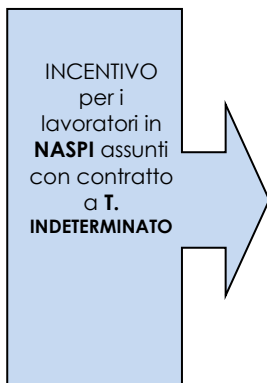 INCENTIVO
per i
lavoratori in
NASPI assunti
con contratto
a T.
INDETERMINATO